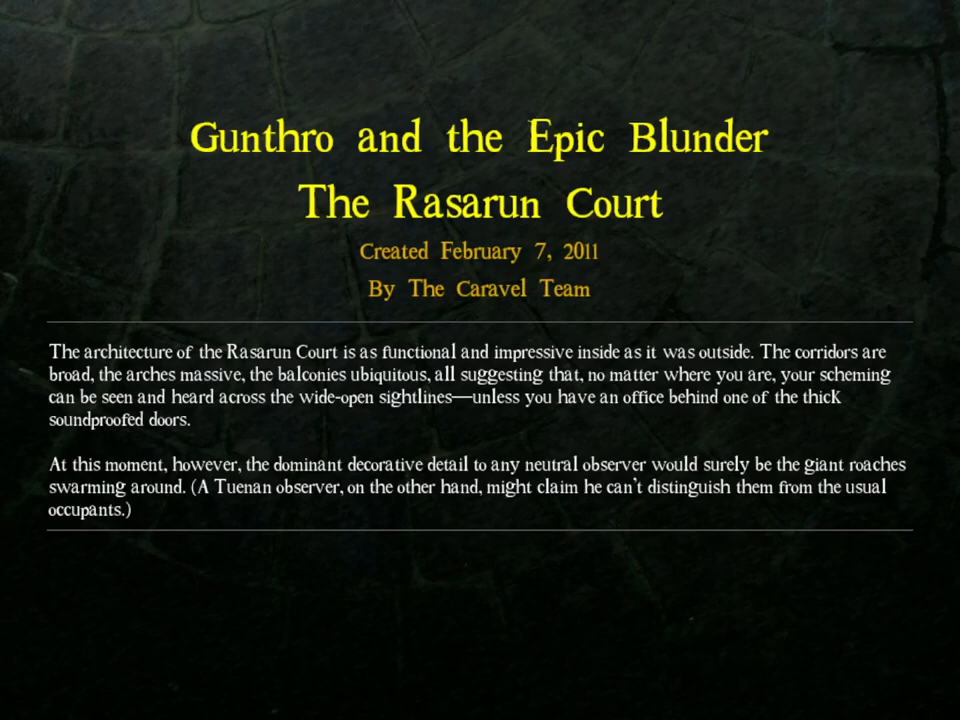 Gunthro and the Epic Blunder
The Rasarun Court
Created February 7, 2011
By The Caravel Team
The architecture of the Rasarun Court is as functional and impressive inside as it was outside. The corridors are
broad, the arches massive, the balconies ubiquitous, all suggesting that, no matter where you are, your scheming
can be seen and heard across the wide-open sightlines—unless you have an office behind one of the thick
soundproofed doors.
At this moment, however, the dominant decorative detail to any neutral observer would surely be the giant roaches
swarming around. (A Tuenan observer, on the other hand, might claim he can't distinguish them from the usual
occupants.)